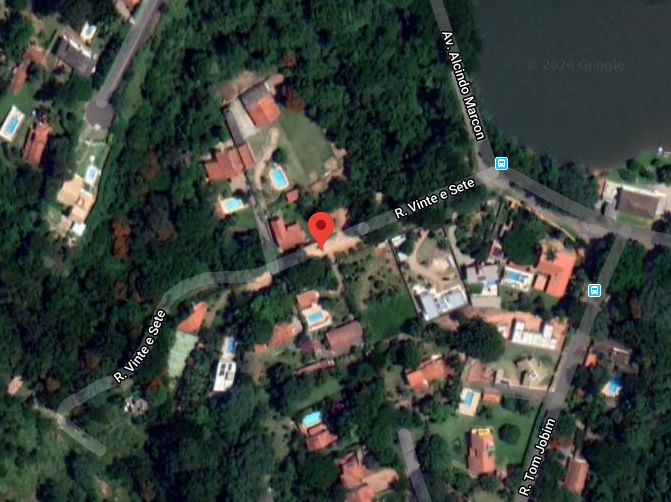 Av. Alcindo Marcon
© 2020 Google
R. Vinte e Sete
R. Vinte e Sete
R. Tom Jobim